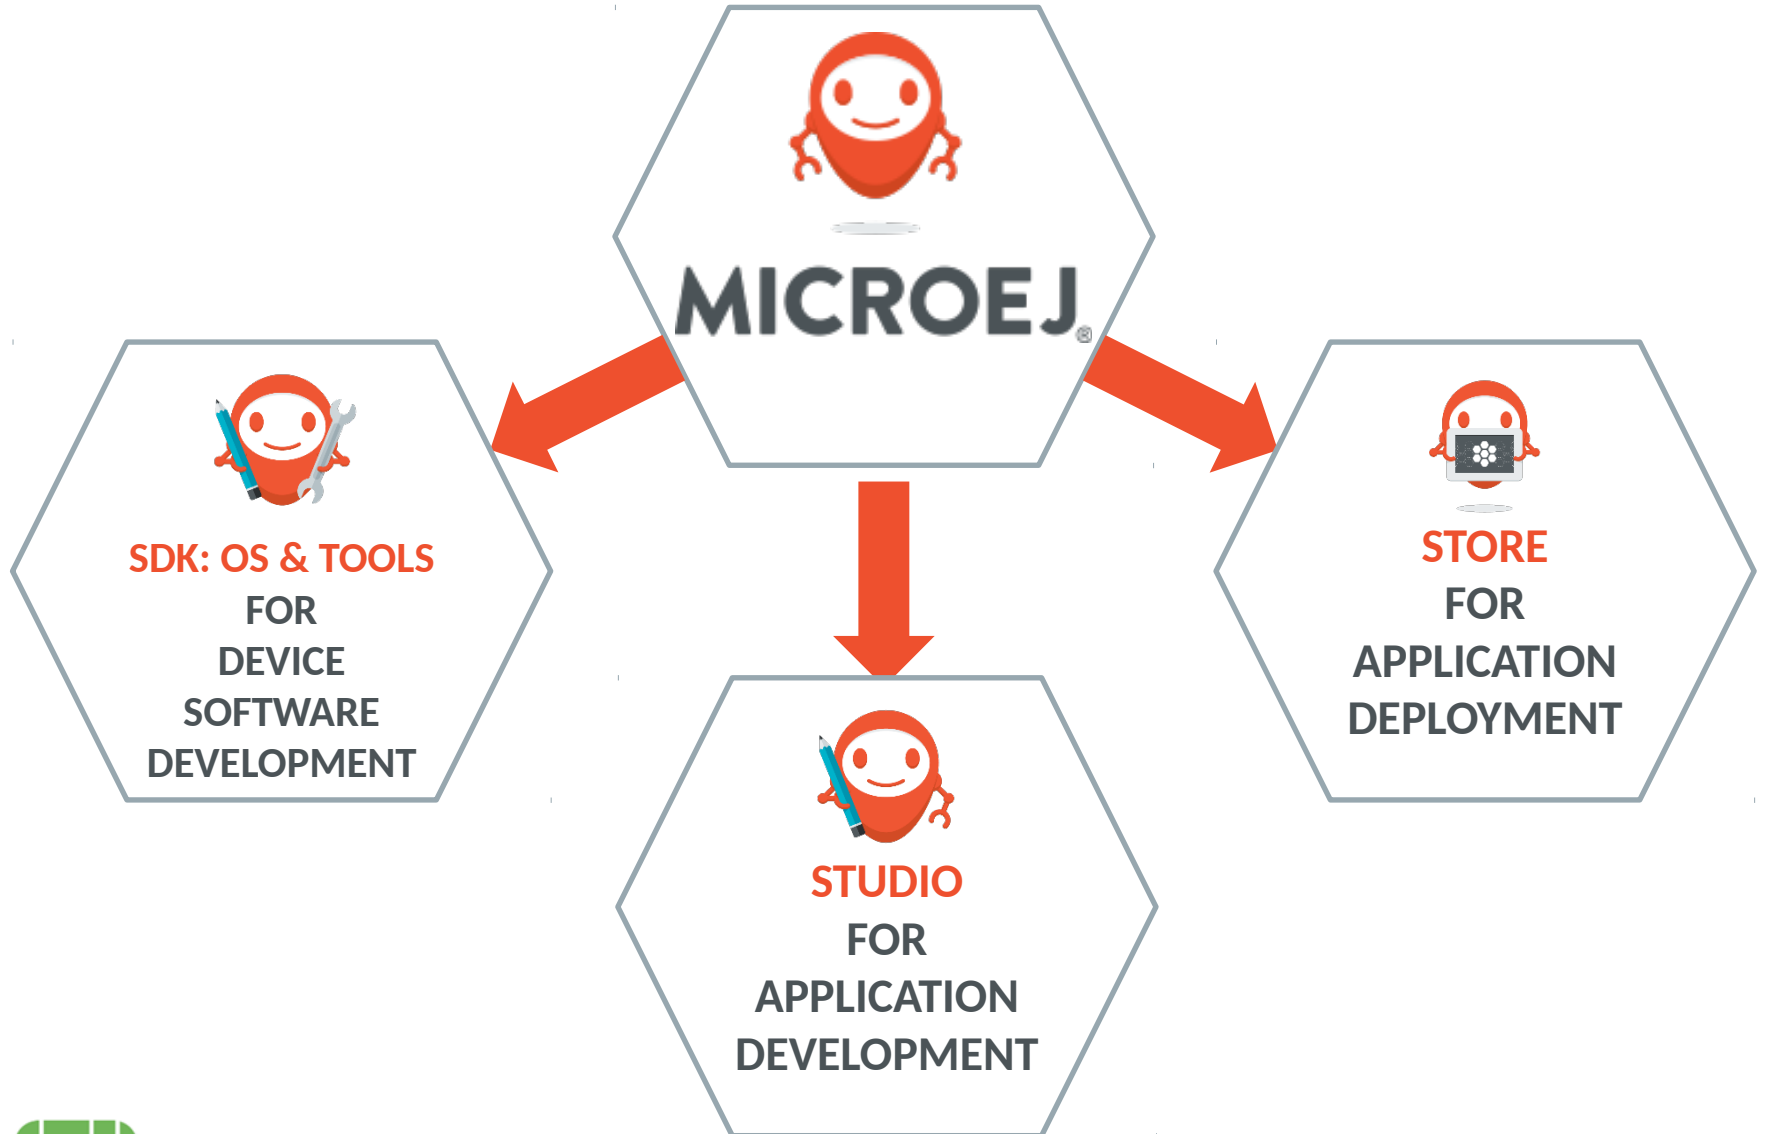 MICROEJ®
SDK: OS & TOOLS
FOR
DEVICE
SOFTWARE
DEVELOPMENT
STORE
FOR
APPLICATION
DEPLOYMENT
STUDIO
FOR
APPLICATION
DEVELOPMENT